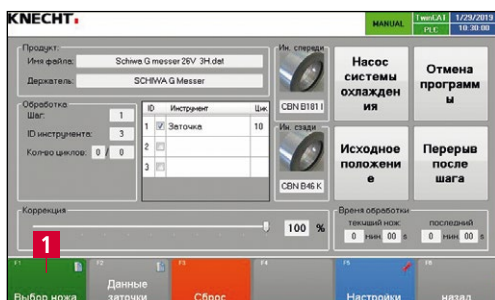 KNECHT.
MANUAL
TwinCAT
PLC
1/29/2019
10:30:00
Продукт:
Имя файла: Schiwa G messer 26V 3H.dat
Держатель: SCHIWA G Messer
Ин. спереди
CBN B181 I
Ин. сзади
CBN B46 K
Насос
системы
охлажден
ия
Отмена
программ
ы
Исходное
положени
е
Перерыв
после
шага
Обработка
Шаг: 1
ID инструмента: 3
Кол-во циклов: 0 / 0
ID Инструмент Цик
1 Заточка 10
2
3
Коррекция
100 %
Время обработки
текущий нож последний
0 мин 00 s 0 мин 00 s
1
F1 F2 F3 F4 F5 F6
Выбор ножа
Данные
заточки
Сброс
Настройки
назад